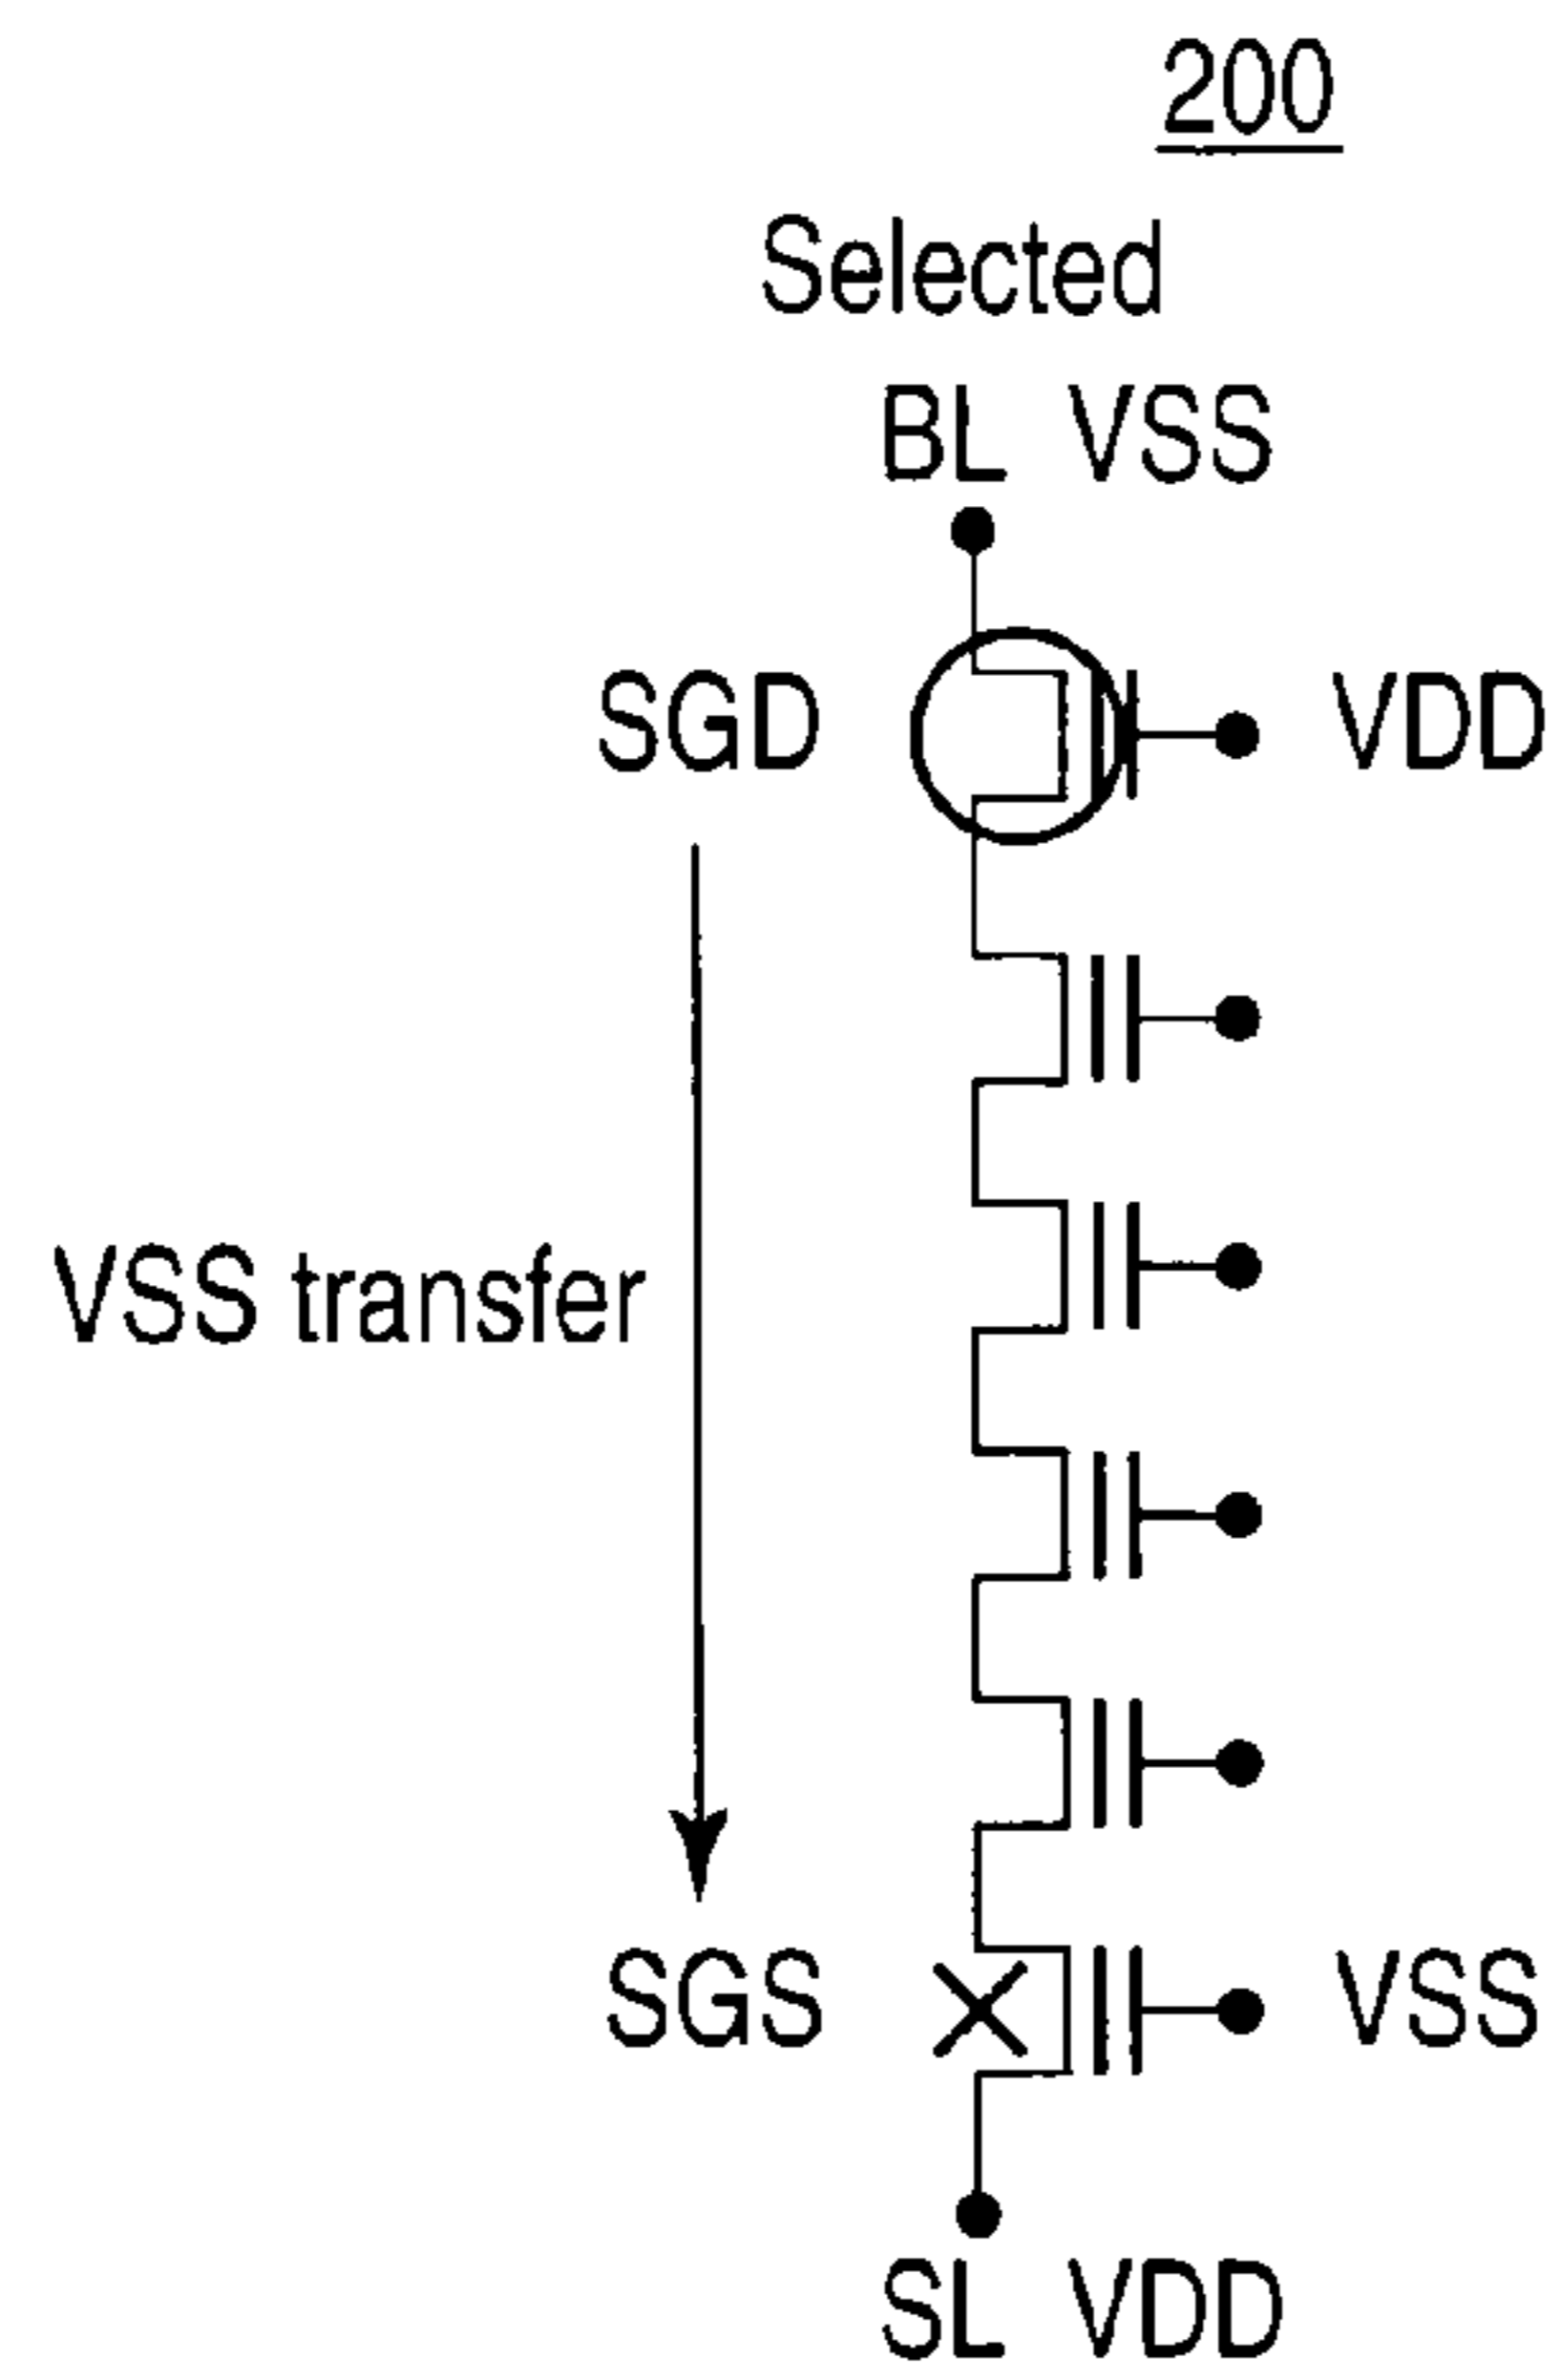 200
Selected
BL VSS
SGD VDD
VSS transfer
SGS VSS
SL VDD